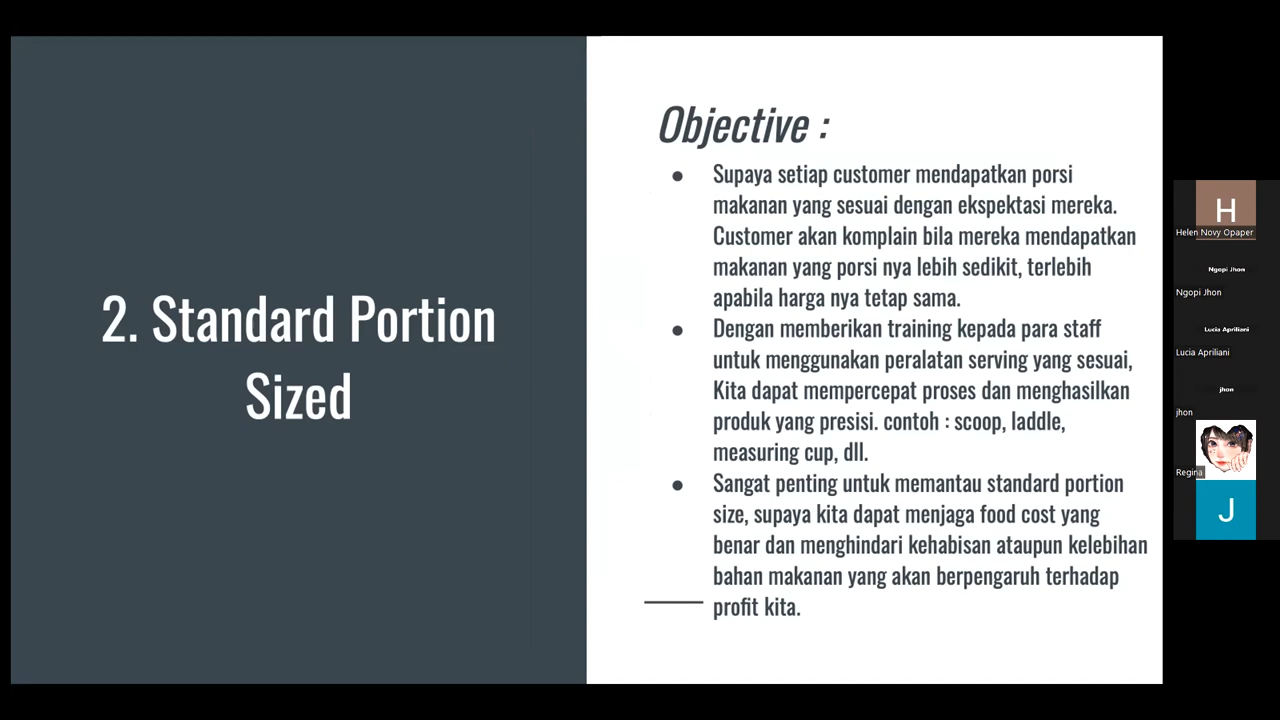 2. Standard Portion
Sized
Objective :
● Supaya setiap customer mendapatkan porsi
makanan yang sesuai dengan ekspektasi mereka.
Customer akan komplain bila mereka mendapatkan
makanan yang porsi nya lebih sedikit, terlebih
apabila harga nya tetap sama.
● Dengan memberikan training kepada para staff
untuk menggunakan peralatan serving yang sesuai,
Kita dapat mempercepat proses dan menghasilkan
produk yang presisi. contoh : scoop, laddle,
measuring cup, dll.
● Sangat penting untuk memantau standard portion
size, supaya kita dapat menjaga food cost yang
benar dan menghindari kehabisan ataupun kelebihan
bahan makanan yang akan berpengaruh terhadap
profit kita.
H
Helen Novy Opaper
Ngopi Jhon
Ngopi Jhon
Lucia Apriliani
Lucia Apriliani
jhon
jhon
Regina
J